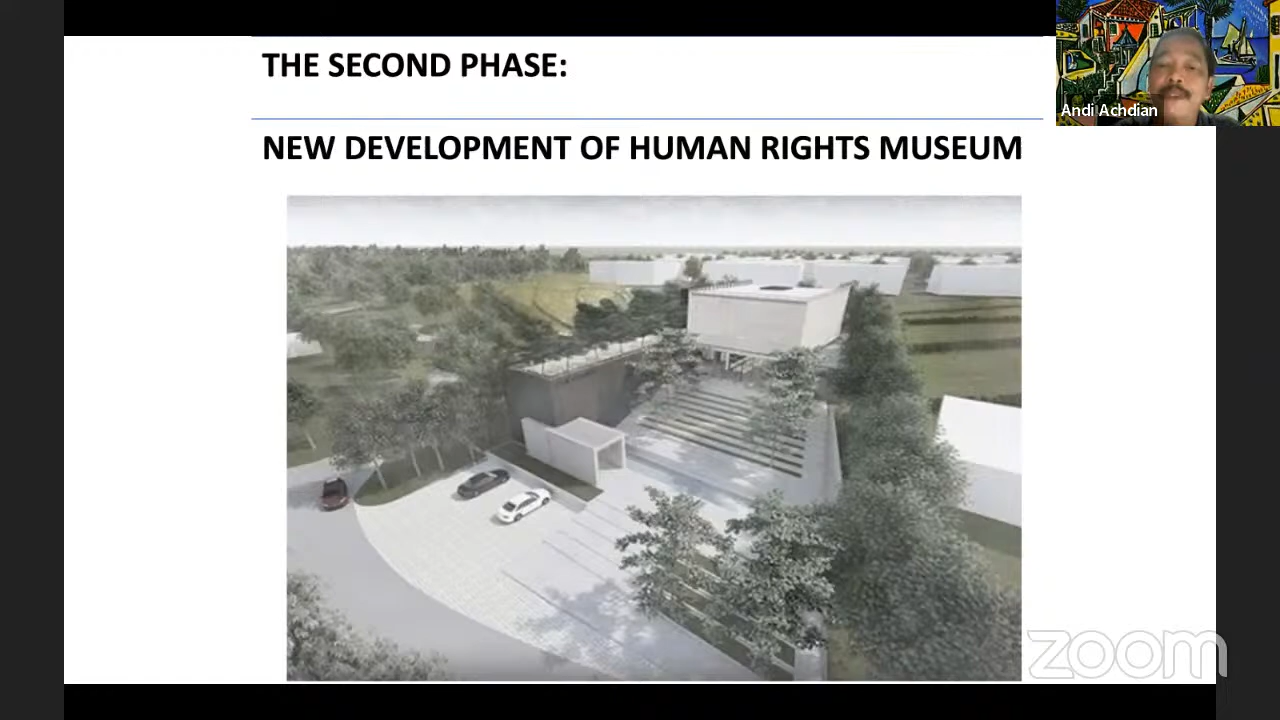 THE SECOND PHASE:
NEW DEVELOPMENT OF HUMAN RIGHTS MUSEUM
Andi Achdian
zoom